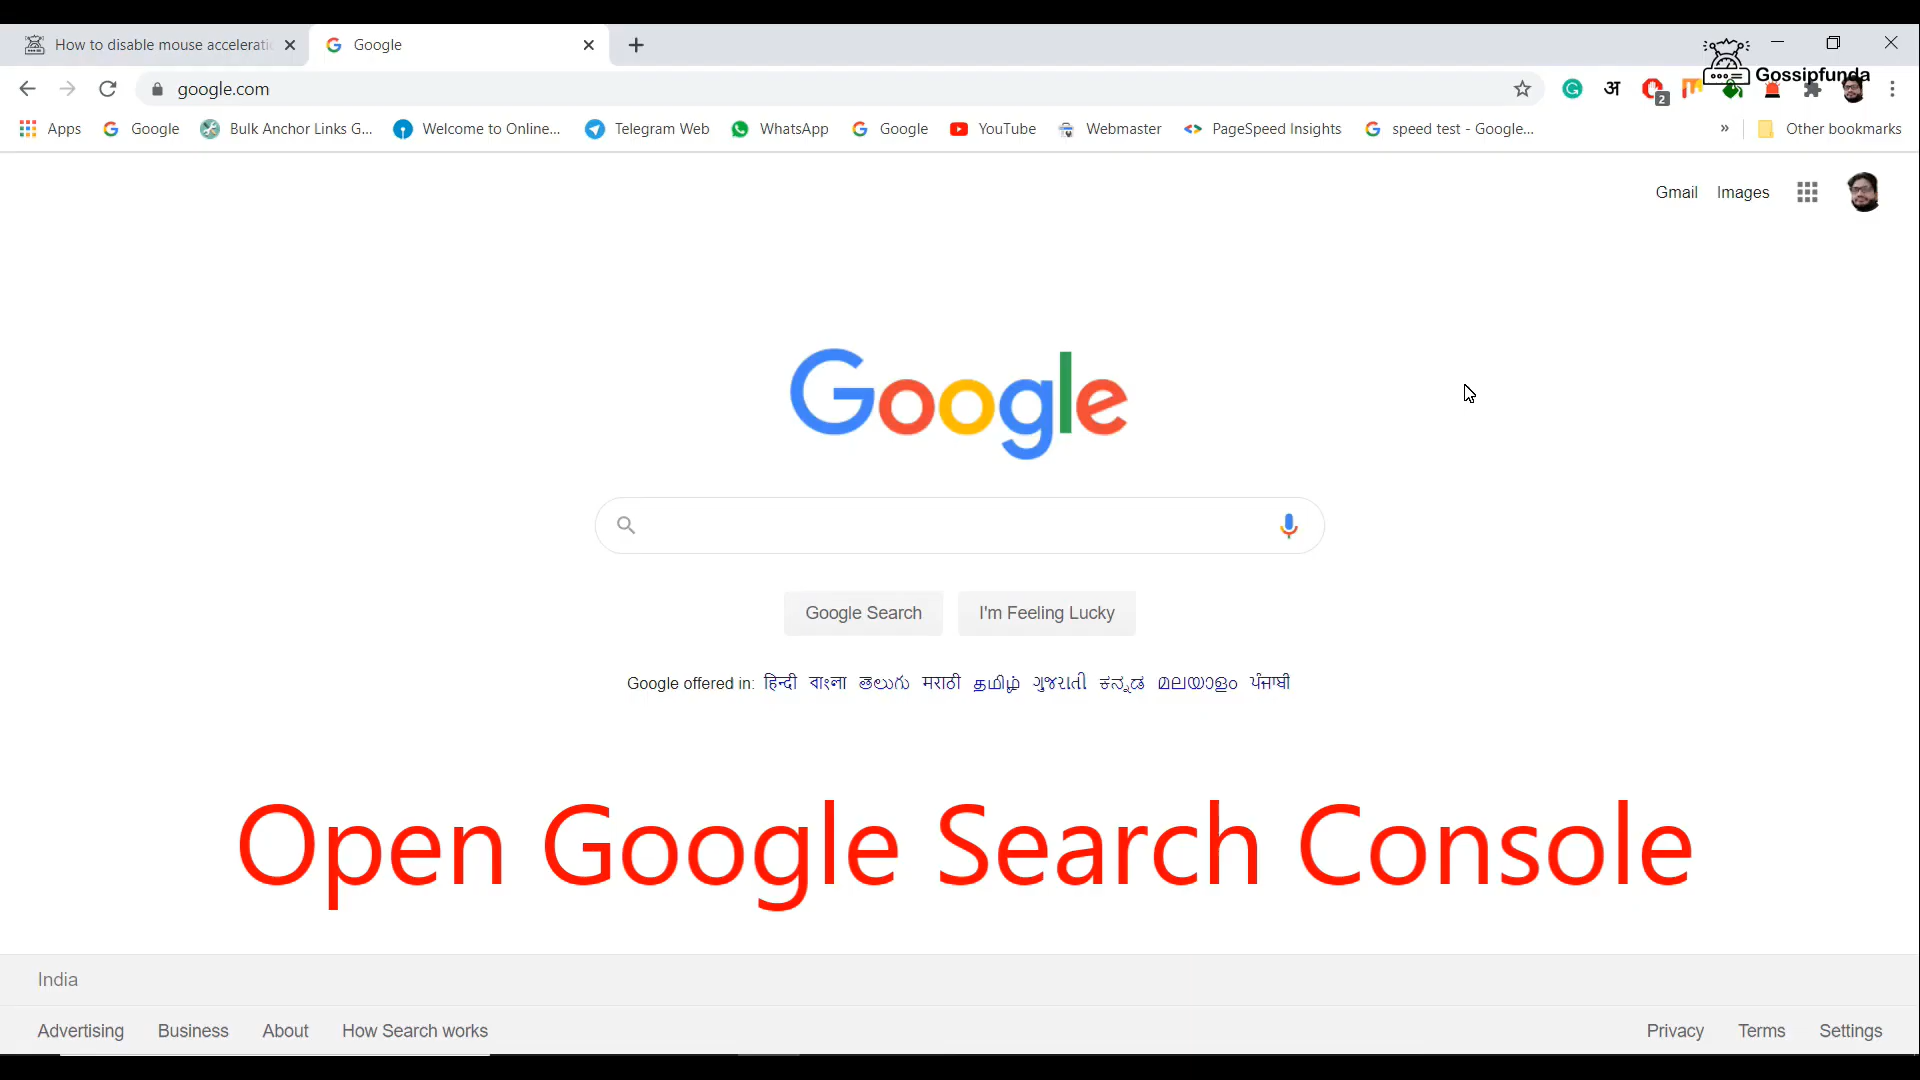 How to disable mouse accelerati
Google
Gossipfunda
google.com
अ
2
Apps
Google
Bulk Anchor Links G...
Welcome to Online...
Telegram Web
WhatsApp
Google
YouTube
Webmaster
PageSpeed Insights
speed test - Google...
»
Other bookmarks
Gmail Images
Google
Google Search
I'm Feeling Lucky
Google offered in: हिन्दी বাংলা తెలుగు मराठी தமிழ் ગુજરાતી ಕನ್ನಡ മലയാളം ਪੰਜਾਬੀ
Open Google Search Console
India
Advertising Business About How Search works
Privacy Terms Settings